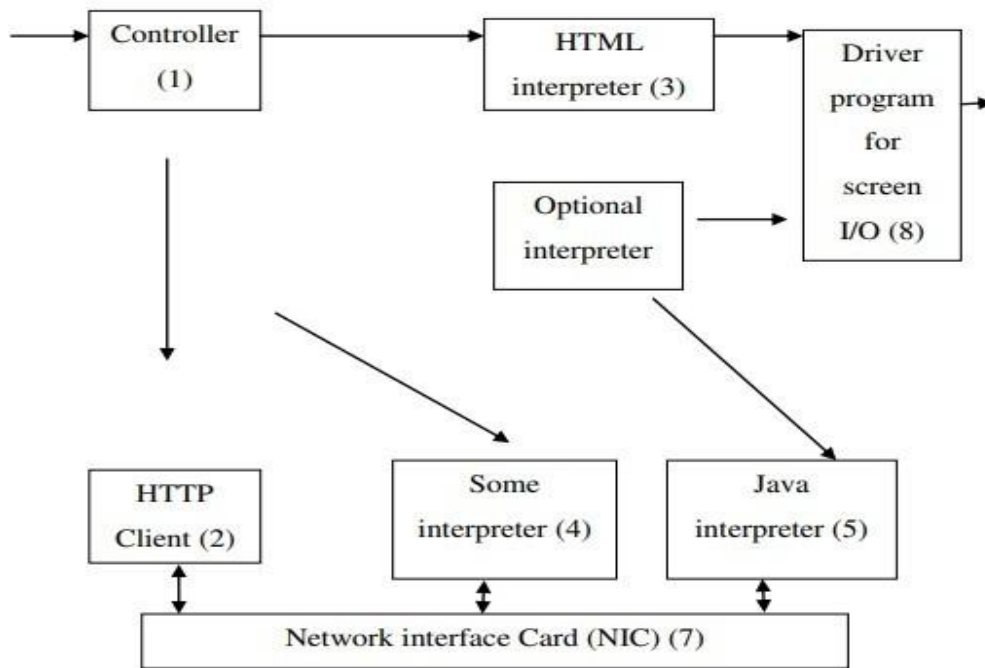 Controller
(1)
HTML
interpreter (3)
Driver
program
for
screen
I/O (8)
Optional
interpreter
HTTP
Client (2)
Some
interpreter (4)
Java
interpreter (5)
Network interface Card (NIC) (7)